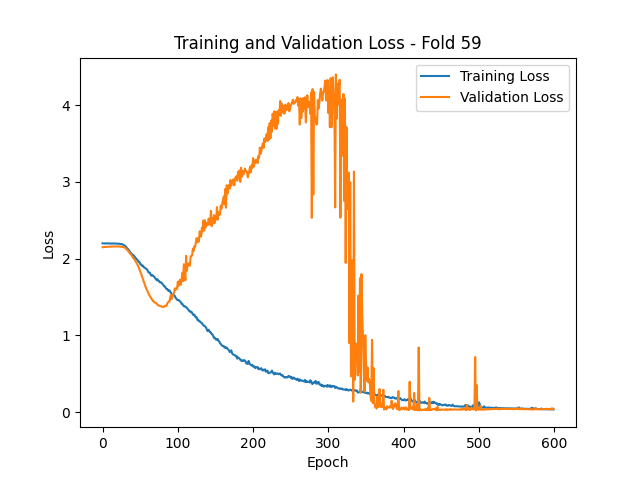 Training and Validation Loss - Fold 59
Training Loss
Validation Loss
4
3
2
1
0
Loss
0 100 200 300 400 500 600
Epoch